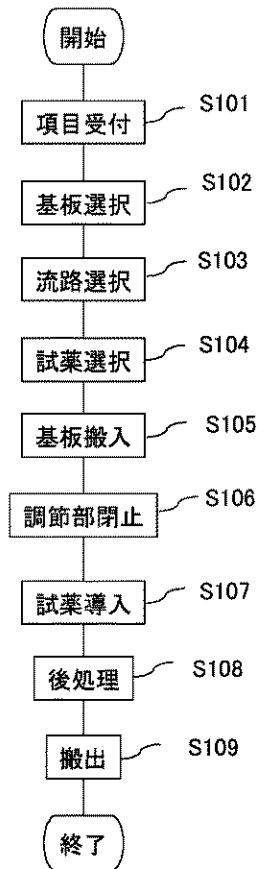 開始
項目受付 S101
基板選択 S102
流路選択 S103
試薬選択 S104
基板搬入 S105
調節部閉止 S106
試薬導入 S107
後処理 S108
搬出 S109
終了